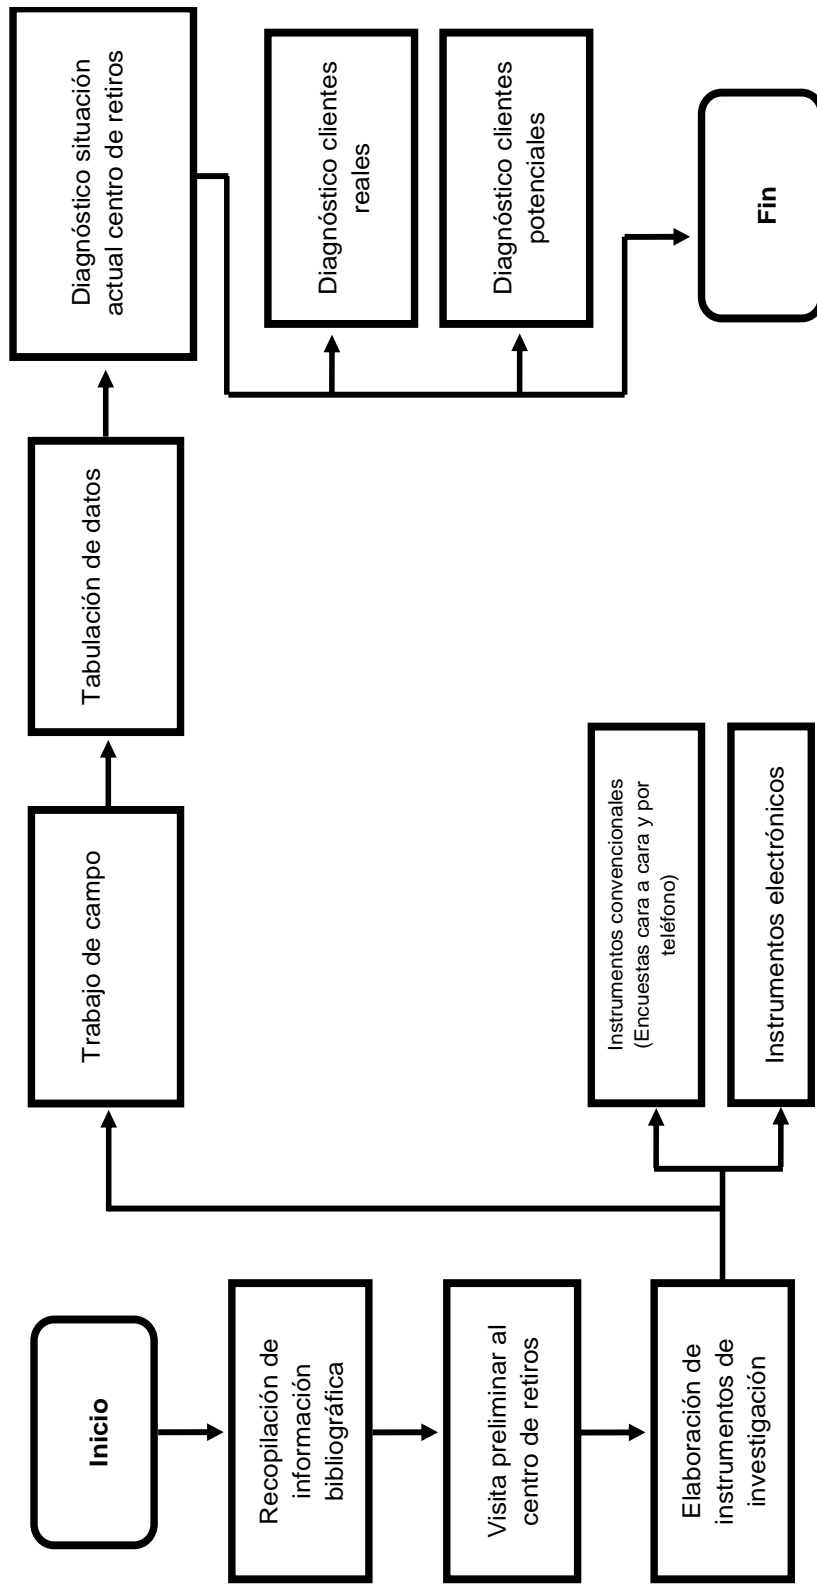 Inicio
Recopilación de
información
bibliográfica
Visita preliminar al
centro de retiros
Elaboración de
instrumentos de
investigación
Instrumentos convencionales
(Encuestas cara a cara y por
teléfono)
Instrumentos electrónicos
Trabajo de campo
Tabulación de datos
Diagnóstico situación
actual centro de retiros
Diagnóstico clientes
reales
Diagnóstico clientes
potenciales
Fin